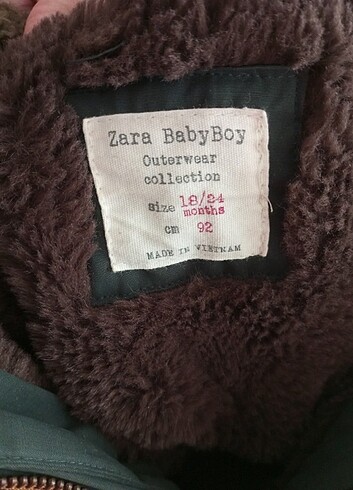 Zara BabyBoy
Outerwear
collection
size 18/24
months
cm 92
MADE IN VIETNAM